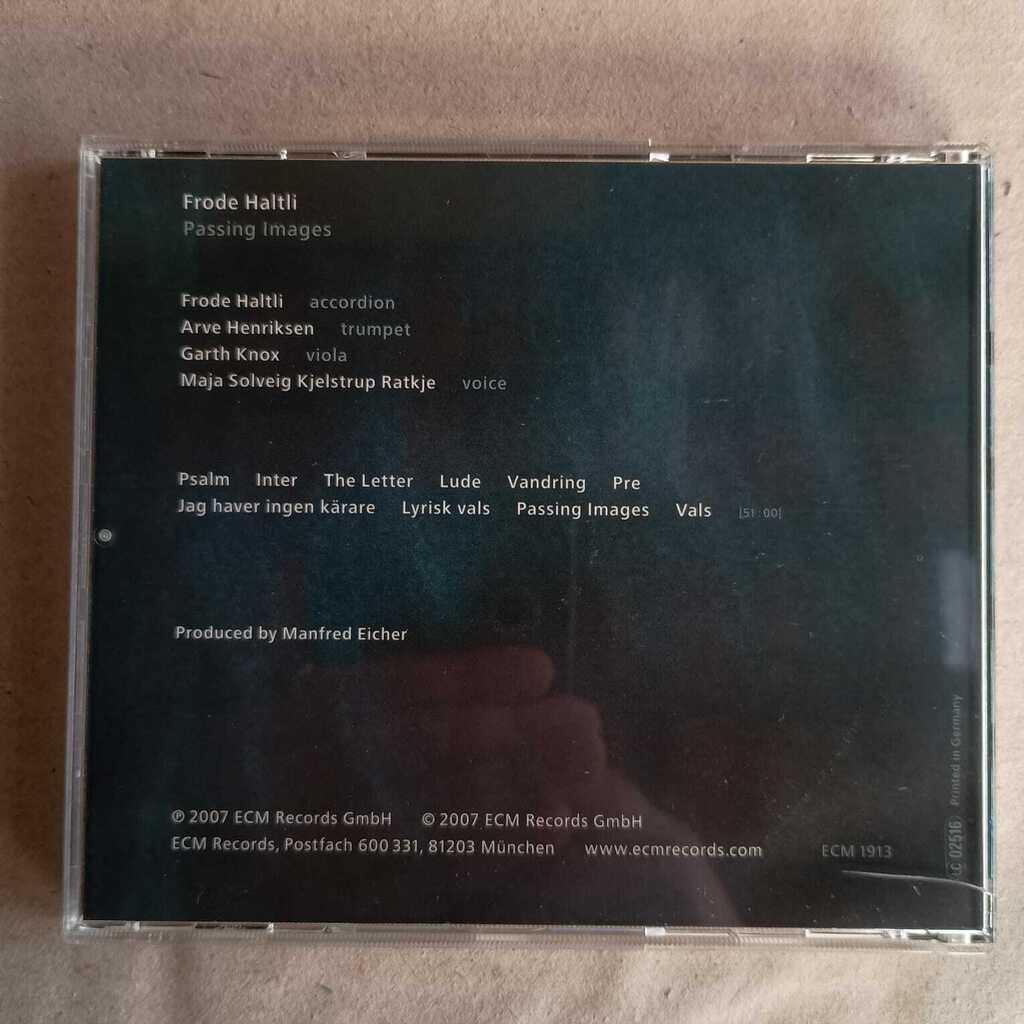 Frode Haltli
Passing Images
Frode Haltli accordion
Arve Henriksen trumpet
Garth Knox viola
Maja Solveig Kjelstrup Ratkje voice
Psalm Inter The Letter Lude Vandring Pre
Jag haver ingen kärare Lyrisk vals Passing Images Vals [51:00]
Produced by Manfred Eicher
℗ 2007 ECM Records GmbH © 2007 ECM Records GmbH
ECM Records, Postfach 600 331, 81203 München www.ecmrecords.com ECM 1913
LC 02516 · Printed in Germany